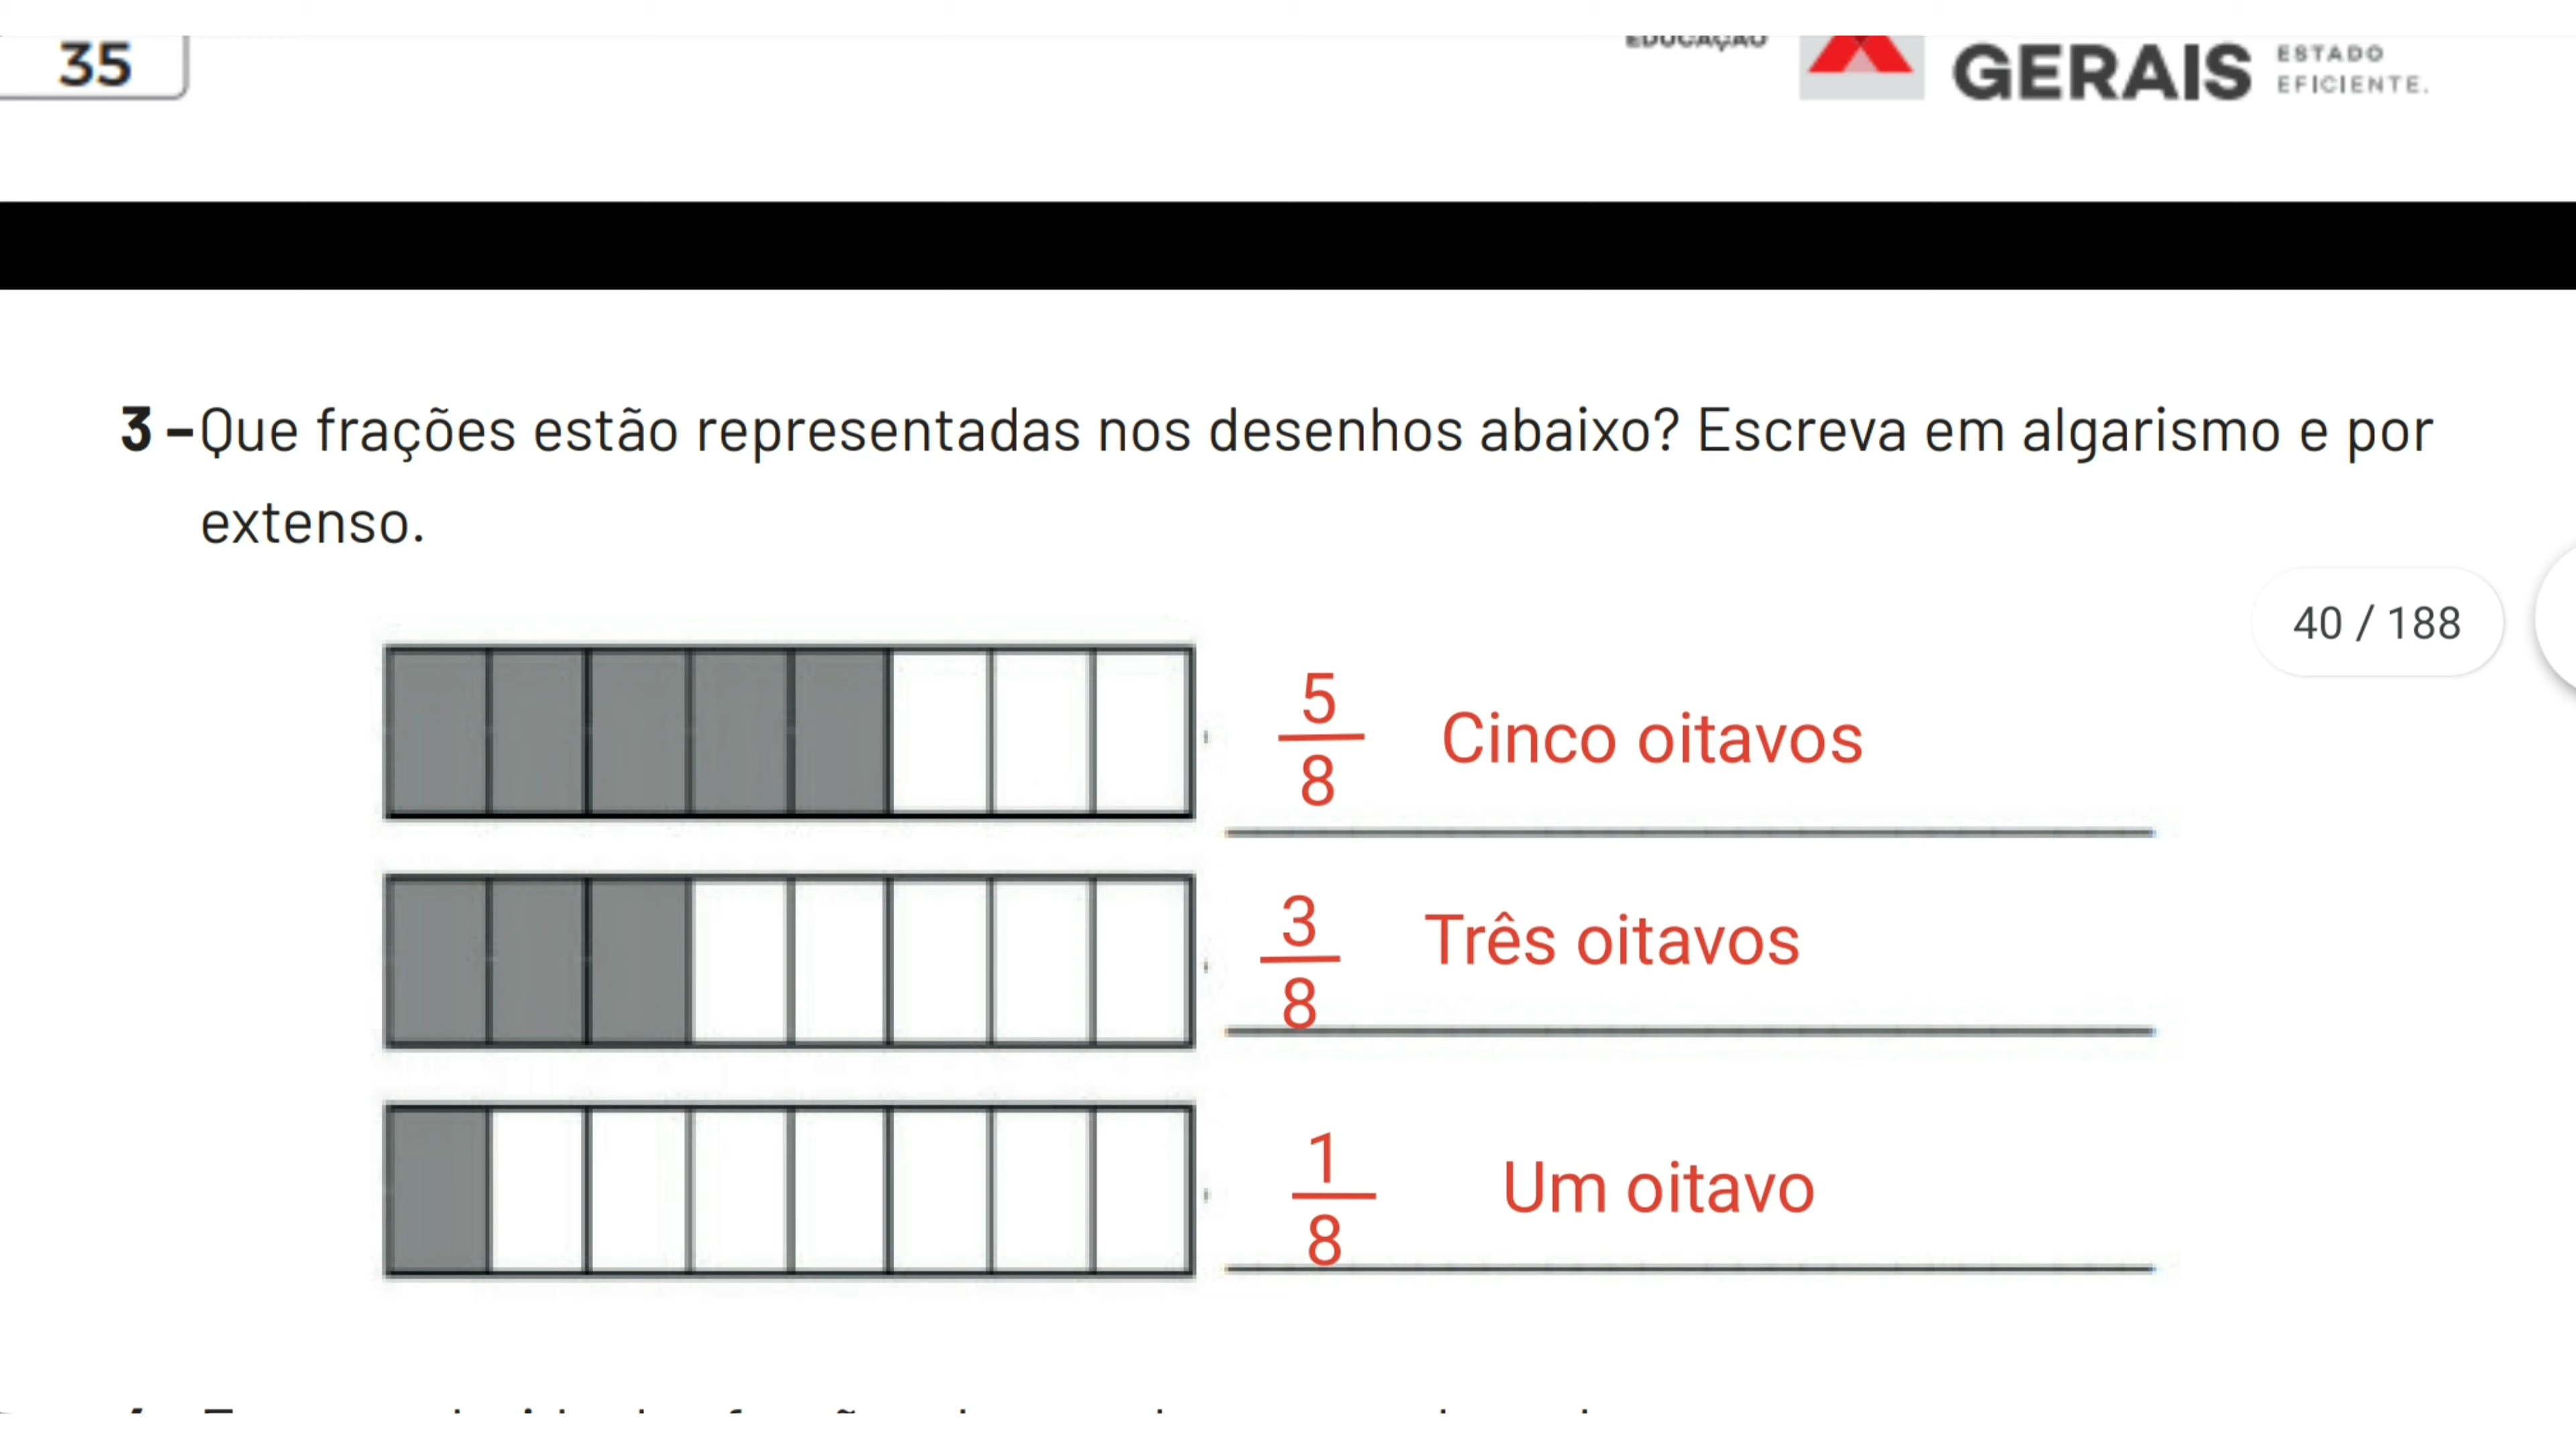 35
EDUCAÇÃO
GERAIS
ESTADO
EFICIENTE.
3 - Que frações estão representadas nos desenhos abaixo? Escreva em algarismo e por
extenso.
40 / 188
5
8
Cinco oitavos
3
8
Três oitavos
1
8
Um oitavo